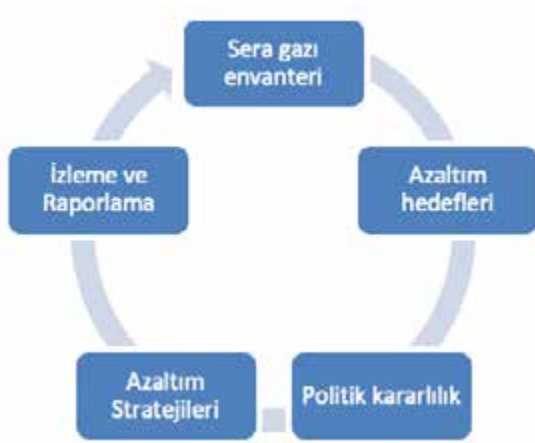 Sera gazı
envanteri
Azaltım
hedefleri
Politik kararlılık
Azaltım
Stratejileri
İzleme ve
Raporlama